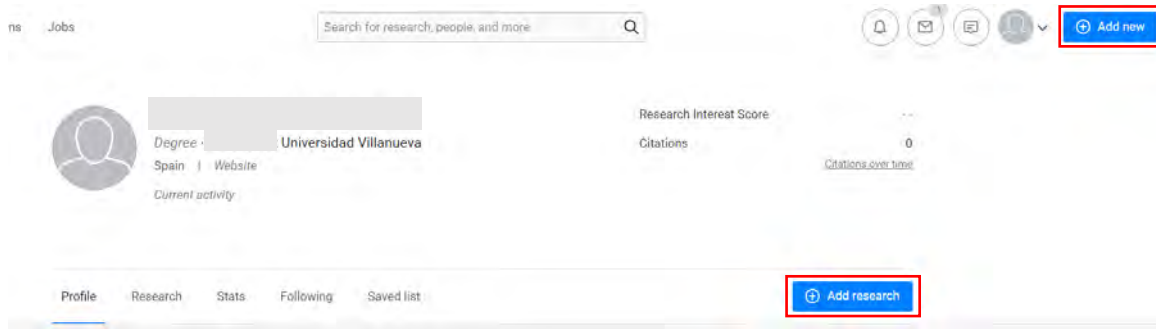 ns Jobs Search for research, people, and more 1 Add new
Research Interest Score - -
Degree · Universidad Villanueva Citations 0
Spain | Website Citations over time
Current activity
Profile Research Stats Following Saved list Add research